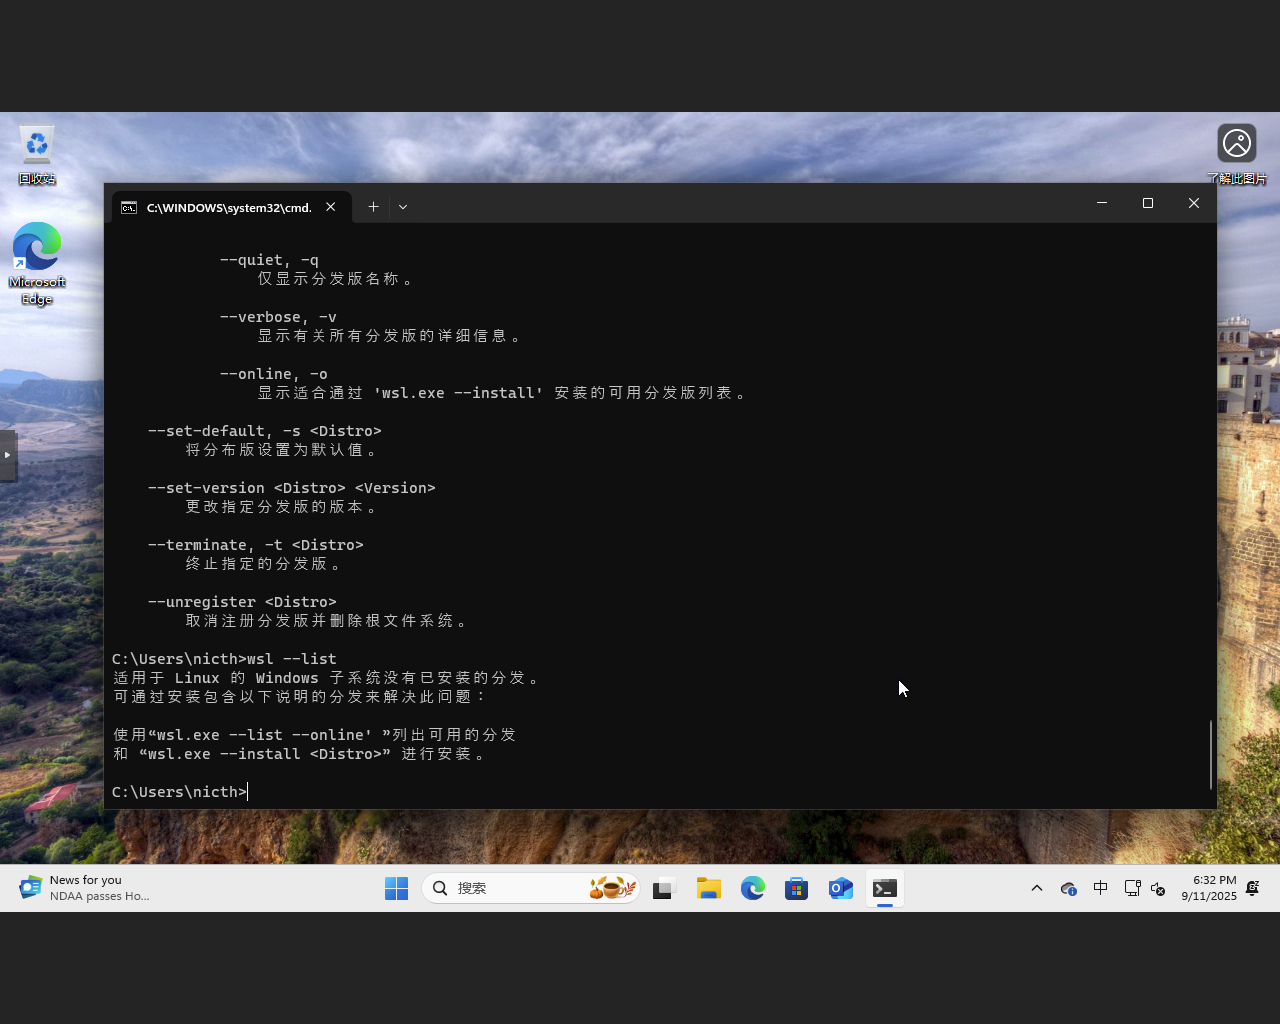 回收站
Microsoft Edge
了解此图片
C:\WINDOWS\system32\cmd.
--quiet, -q
仅显示分发版名称。
--verbose, -v
显示有关所有分发版的详细信息。
--online, -o
显示适合通过 'wsl.exe --install' 安装的可用分发版列表。
--set-default, -s <Distro>
将分布版设置为默认值。
--set-version <Distro> <Version>
更改指定分发版的版本。
--terminate, -t <Distro>
终止指定的分发版。
--unregister <Distro>
取消注册分发版并删除根文件系统。
C:\Users\nicth>wsl --list
适用于 Linux 的 Windows 子系统没有已安装的分发。
可通过安装包含以下说明的分发来解决此问题：
使用“wsl.exe --list --online' ”列出可用的分发
和 “wsl.exe --install <Distro>” 进行安装。
C:\Users\nicth>
News for you
NDAA passes Ho...
搜索
中
6:32 PM
9/11/2025